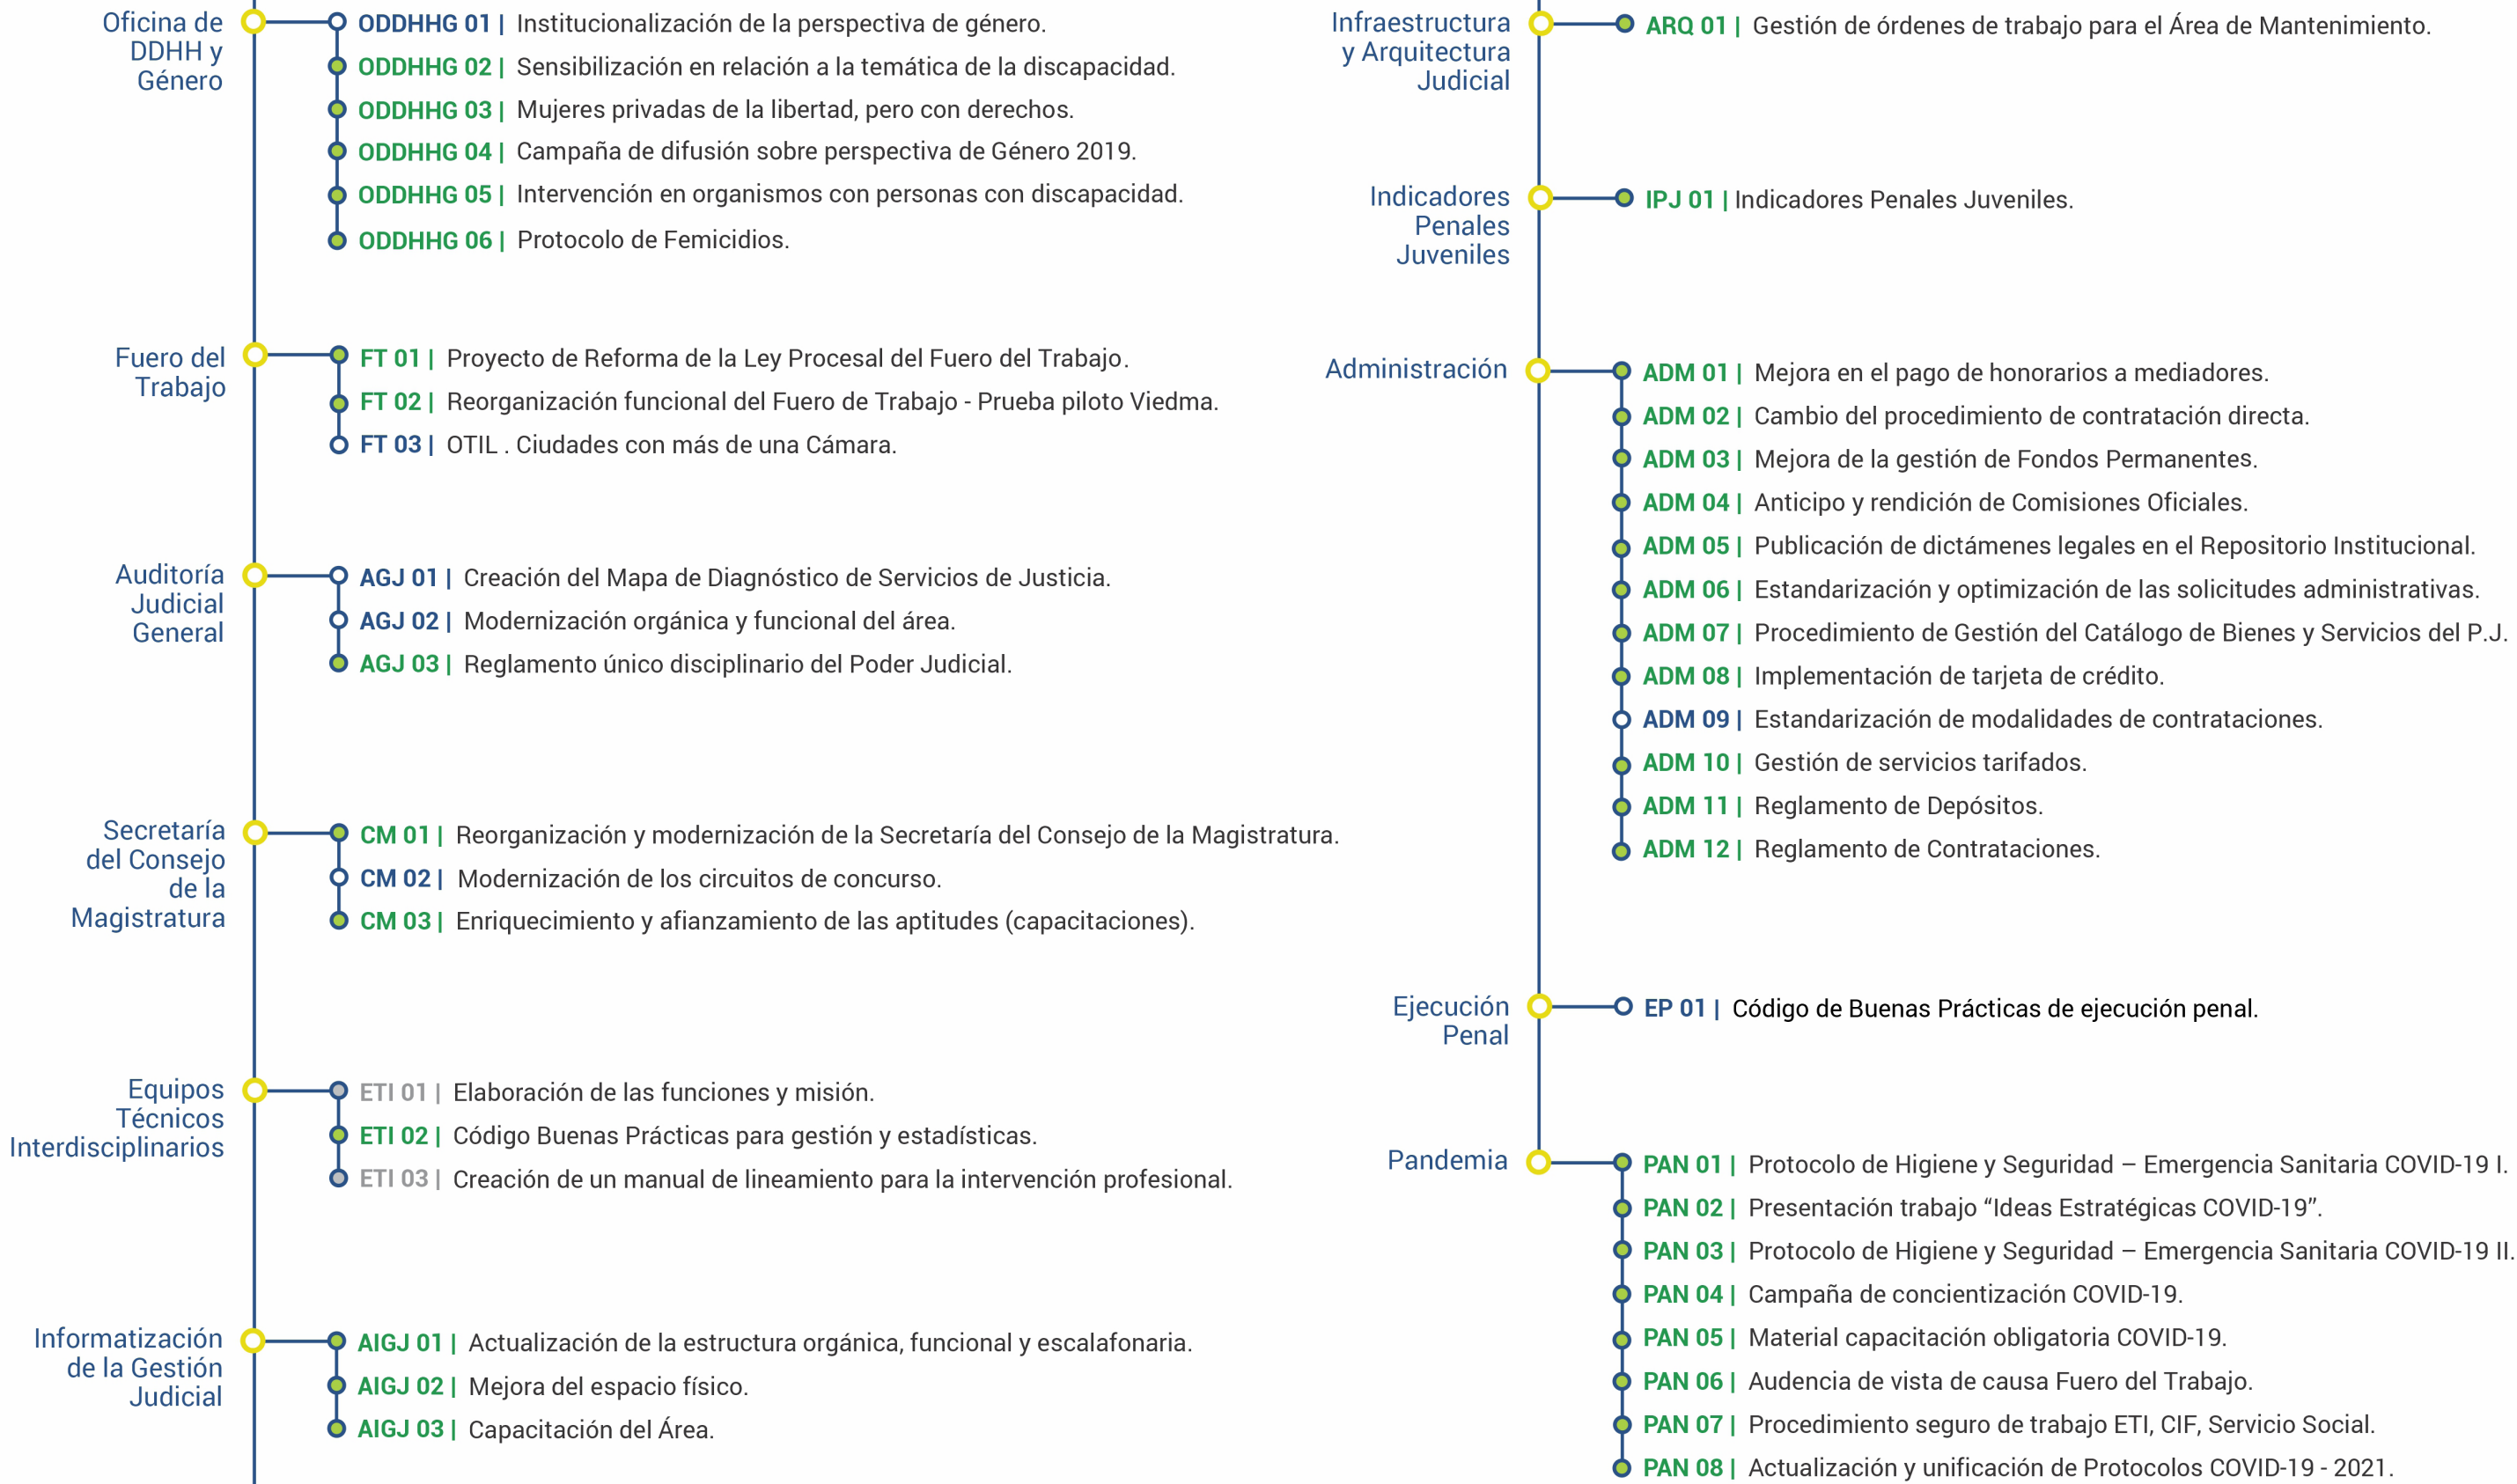 Oficina de
DDHH y
Género
ODDHHG 01 | Institucionalización de la perspectiva de género.
ODDHHG 02 | Sensibilización en relación a la temática de la discapacidad.
ODDHHG 03 | Mujeres privadas de la libertad, pero con derechos.
ODDHHG 04 | Campaña de difusión sobre perspectiva de Género 2019.
ODDHHG 05 | Intervención en organismos con personas con discapacidad.
ODDHHG 06 | Protocolo de Femicidios.
Fuero del
Trabajo
FT 01 | Proyecto de Reforma de la Ley Procesal del Fuero del Trabajo.
FT 02 | Reorganización funcional del Fuero de Trabajo - Prueba piloto Viedma.
FT 03 | OTIL . Ciudades con más de una Cámara.
Auditoría
Judicial
General
AGJ 01 | Creación del Mapa de Diagnóstico de Servicios de Justicia.
AGJ 02 | Modernización orgánica y funcional del área.
AGJ 03 | Reglamento único disciplinario del Poder Judicial.
Secretaría
del Consejo
de la
Magistratura
CM 01 | Reorganización y modernización de la Secretaría del Consejo de la Magistratura.
CM 02 | Modernización de los circuitos de concurso.
CM 03 | Enriquecimiento y afianzamiento de las aptitudes (capacitaciones).
Equipos
Técnicos
Interdisciplinarios
ETI 01 | Elaboración de las funciones y misión.
ETI 02 | Código Buenas Prácticas para gestión y estadísticas.
ETI 03 | Creación de un manual de lineamiento para la intervención profesional.
Informatización
de la Gestión
Judicial
AIGJ 01 | Actualización de la estructura orgánica, funcional y escalafonaria.
AIGJ 02 | Mejora del espacio físico.
AIGJ 03 | Capacitación del Área.
Infraestructura
y Arquitectura
Judicial
ARQ 01 | Gestión de órdenes de trabajo para el Área de Mantenimiento.
Indicadores
Penales
Juveniles
IPJ 01 | Indicadores Penales Juveniles.
Administración
ADM 01 | Mejora en el pago de honorarios a mediadores.
ADM 02 | Cambio del procedimiento de contratación directa.
ADM 03 | Mejora de la gestión de Fondos Permanentes.
ADM 04 | Anticipo y rendición de Comisiones Oficiales.
ADM 05 | Publicación de dictámenes legales en el Repositorio Institucional.
ADM 06 | Estandarización y optimización de las solicitudes administrativas.
ADM 07 | Procedimiento de Gestión del Catálogo de Bienes y Servicios del P.J.
ADM 08 | Implementación de tarjeta de crédito.
ADM 09 | Estandarización de modalidades de contrataciones.
ADM 10 | Gestión de servicios tarifados.
ADM 11 | Reglamento de Depósitos.
ADM 12 | Reglamento de Contrataciones.
Ejecución
Penal
EP 01 | Código de Buenas Prácticas de ejecución penal.
Pandemia
PAN 01 | Protocolo de Higiene y Seguridad – Emergencia Sanitaria COVID-19 I.
PAN 02 | Presentación trabajo “Ideas Estratégicas COVID-19”.
PAN 03 | Protocolo de Higiene y Seguridad – Emergencia Sanitaria COVID-19 II.
PAN 04 | Campaña de concientización COVID-19.
PAN 05 | Material capacitación obligatoria COVID-19.
PAN 06 | Audencia de vista de causa Fuero del Trabajo.
PAN 07 | Procedimiento seguro de trabajo ETI, CIF, Servicio Social.
PAN 08 | Actualización y unificación de Protocolos COVID-19 - 2021.